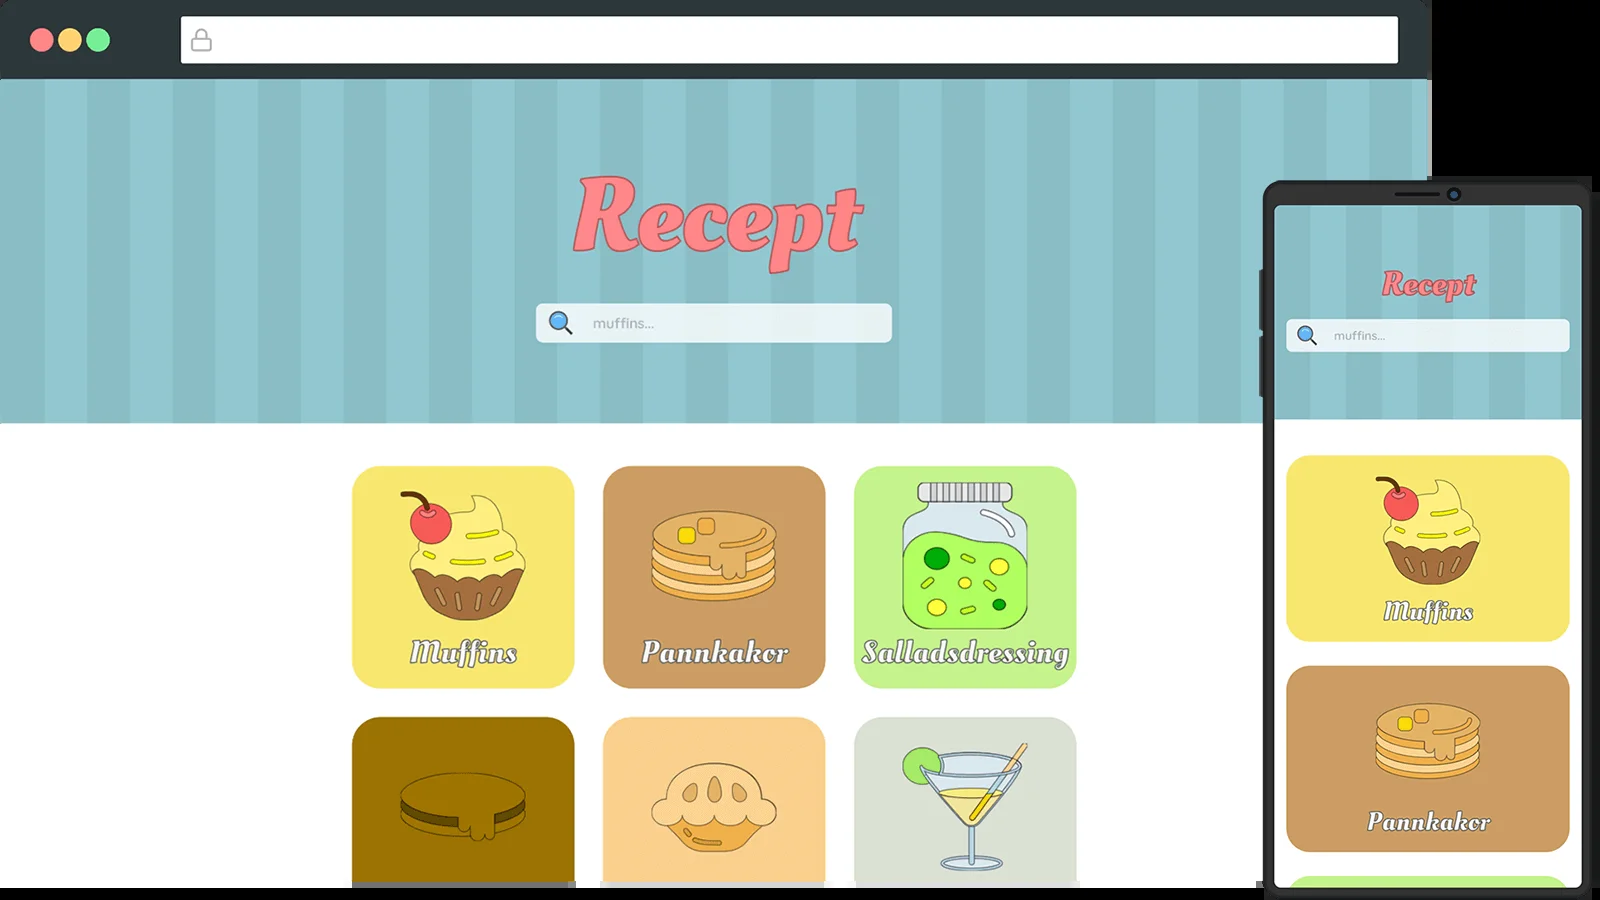 Recept
muffins...
Muffins
Pannkakor
Salladsdressing
Recept
muffins...
Muffins
Pannkakor